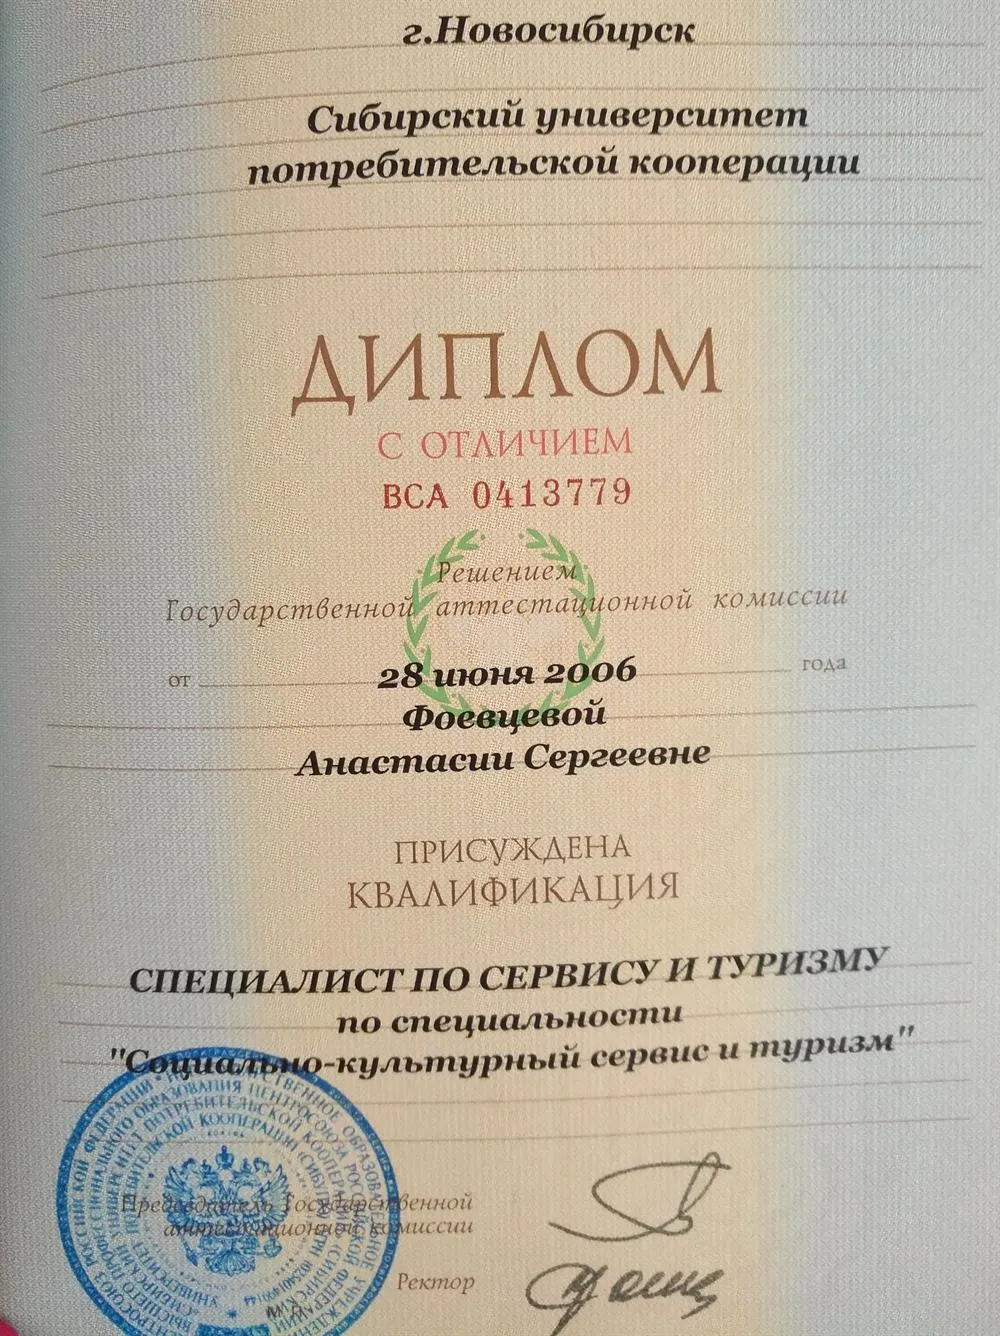 г.Новосибирск
Сибирский университет
потребительской кооперации
ДИПЛОМ
С ОТЛИЧИЕМ
ВСА 0413779
Решением
Государственной аттестационной комиссии
от 28 июня 2006 года
Фоевцевой
Анастасии Сергеевне
ПРИСУЖДЕНА
КВАЛИФИКАЦИЯ
СПЕЦИАЛИСТ ПО СЕРВИСУ И ТУРИЗМУ
по специальности
"Социально-культурный сервис и туризм"
Председатель Государственной
аттестационной комиссии
Ректор